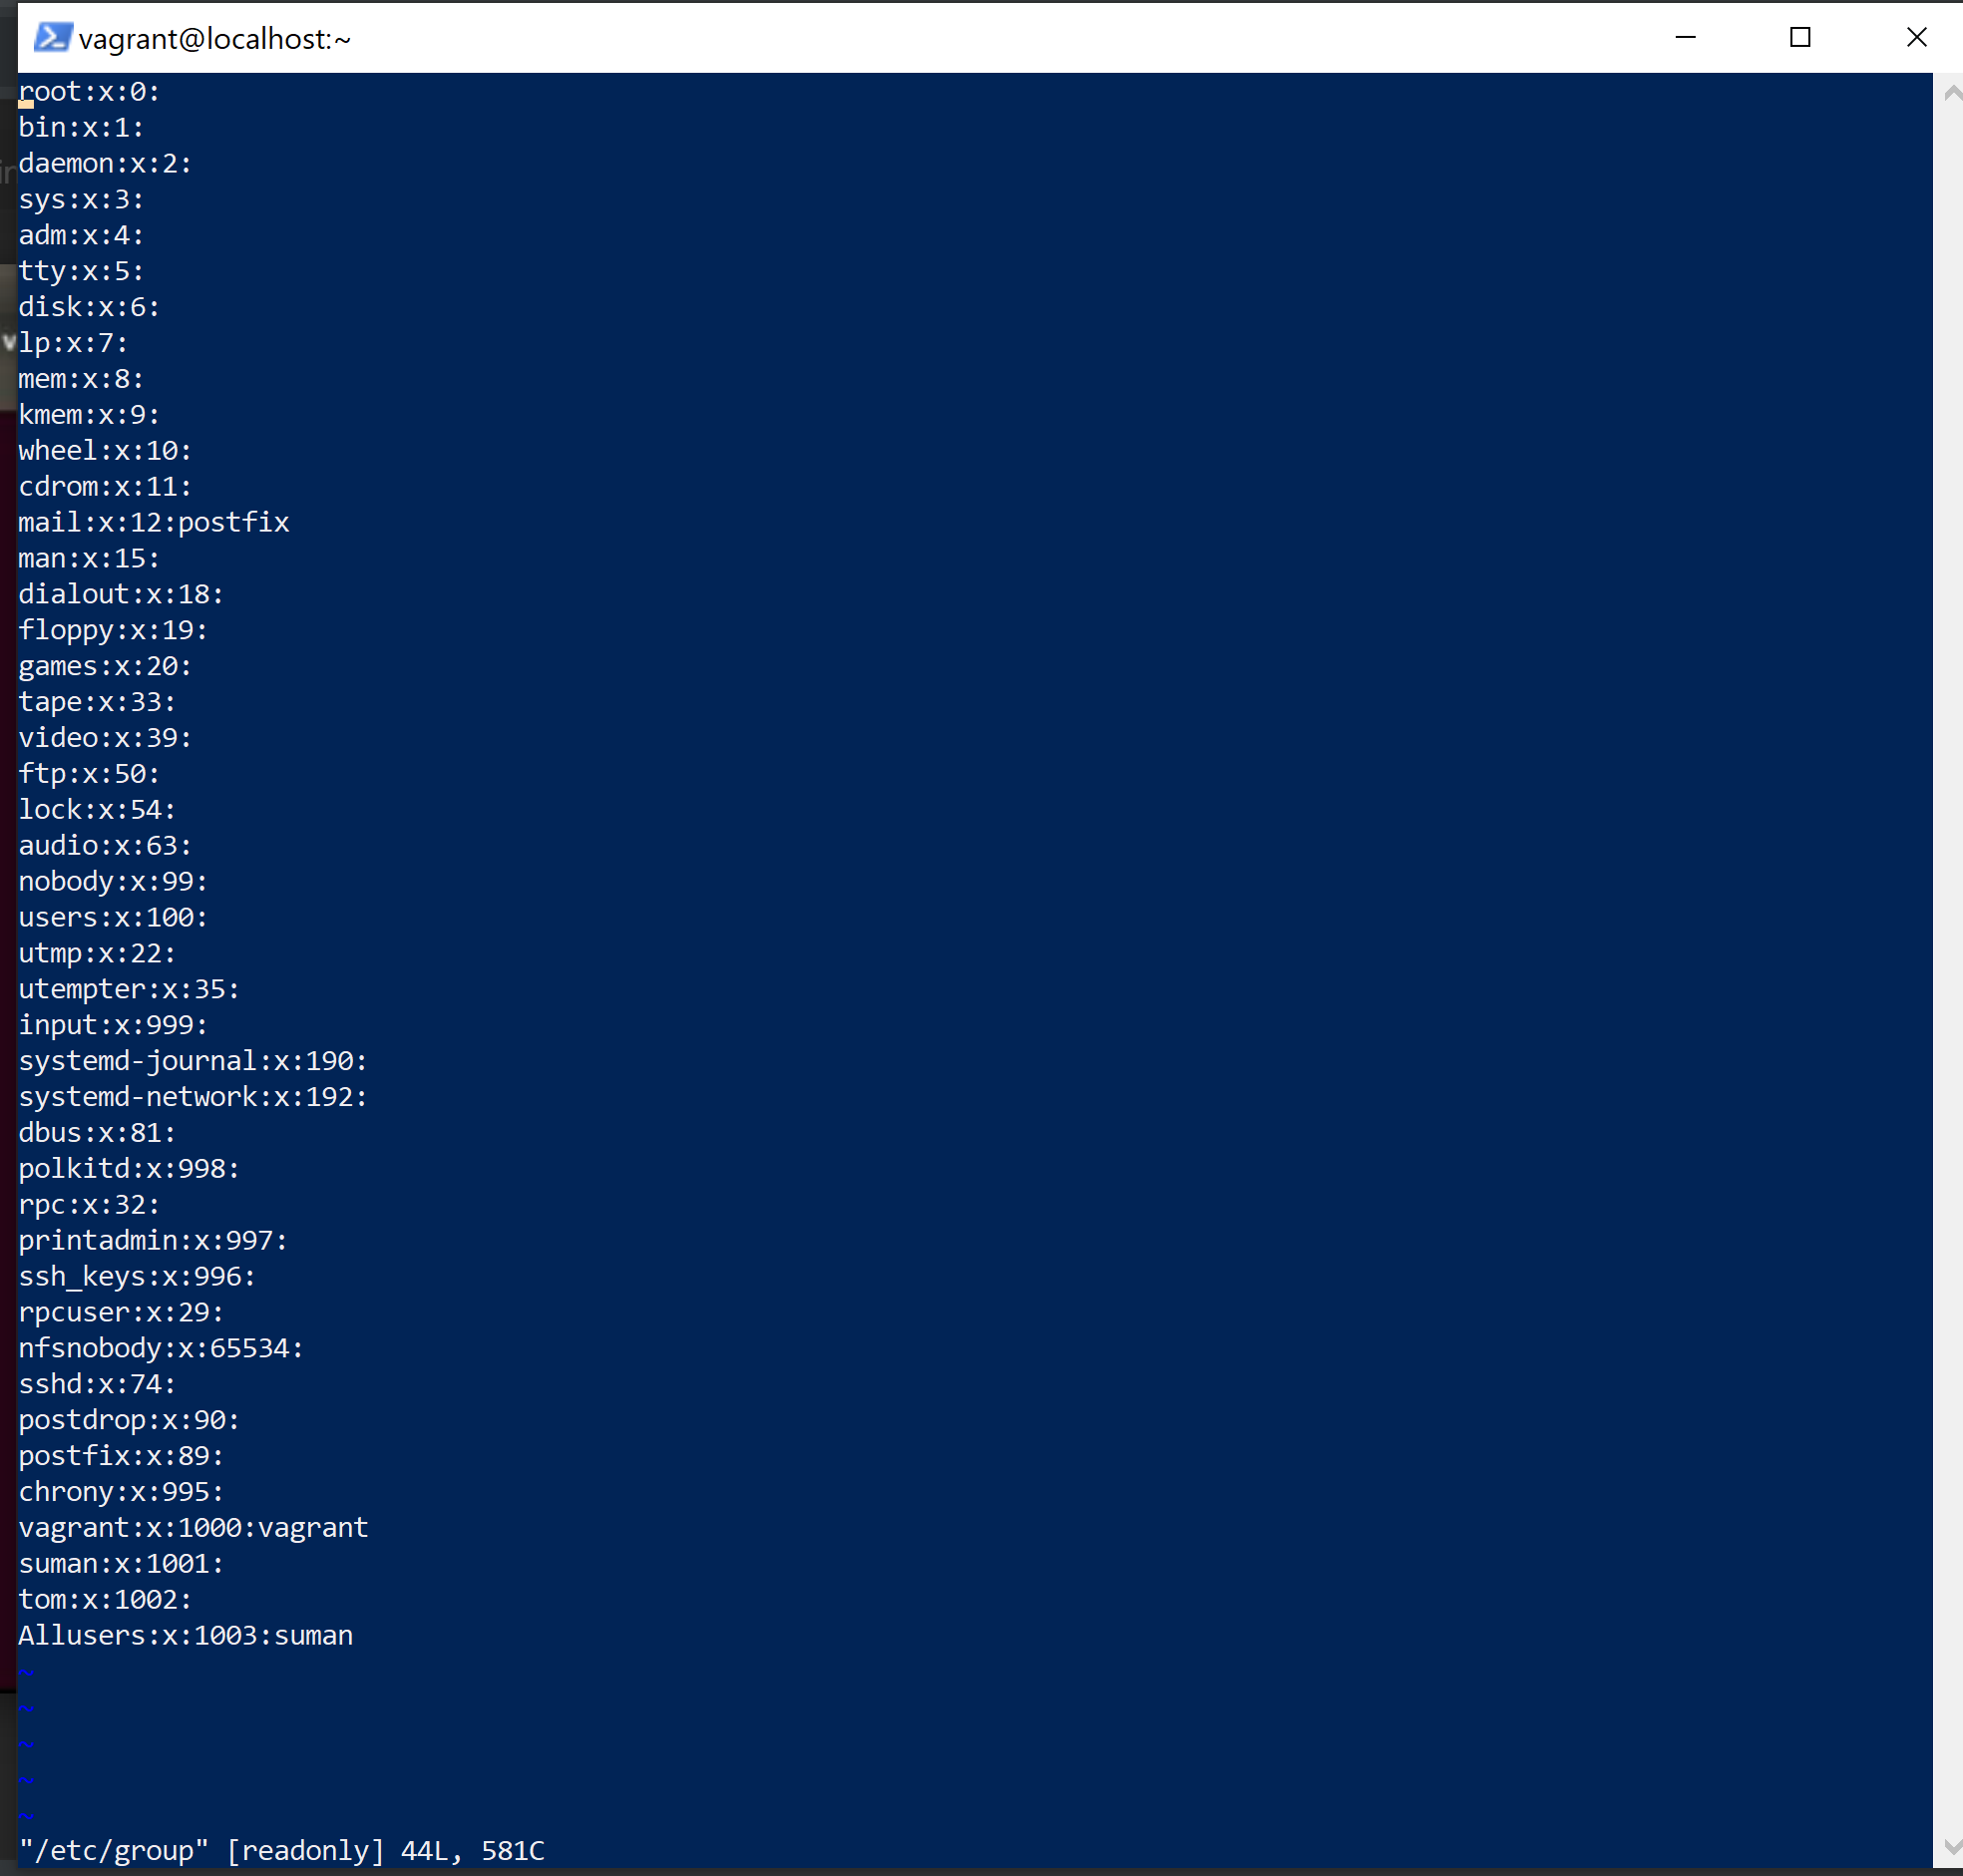 vagrant@localhost:~
root:x:0:
bin:x:1:
daemon:x:2:
sys:x:3:
adm:x:4:
tty:x:5:
disk:x:6:
lp:x:7:
mem:x:8:
kmem:x:9:
wheel:x:10:
cdrom:x:11:
mail:x:12:postfix
man:x:15:
dialout:x:18:
floppy:x:19:
games:x:20:
tape:x:33:
video:x:39:
ftp:x:50:
lock:x:54:
audio:x:63:
nobody:x:99:
users:x:100:
utmp:x:22:
utempter:x:35:
input:x:999:
systemd-journal:x:190:
systemd-network:x:192:
dbus:x:81:
polkitd:x:998:
rpc:x:32:
printadmin:x:997:
ssh_keys:x:996:
rpcuser:x:29:
nfsnobody:x:65534:
sshd:x:74:
postdrop:x:90:
postfix:x:89:
chrony:x:995:
vagrant:x:1000:vagrant
suman:x:1001:
tom:x:1002:
Allusers:x:1003:suman
~
~
~
~
~
"/etc/group" [readonly] 44L, 581C